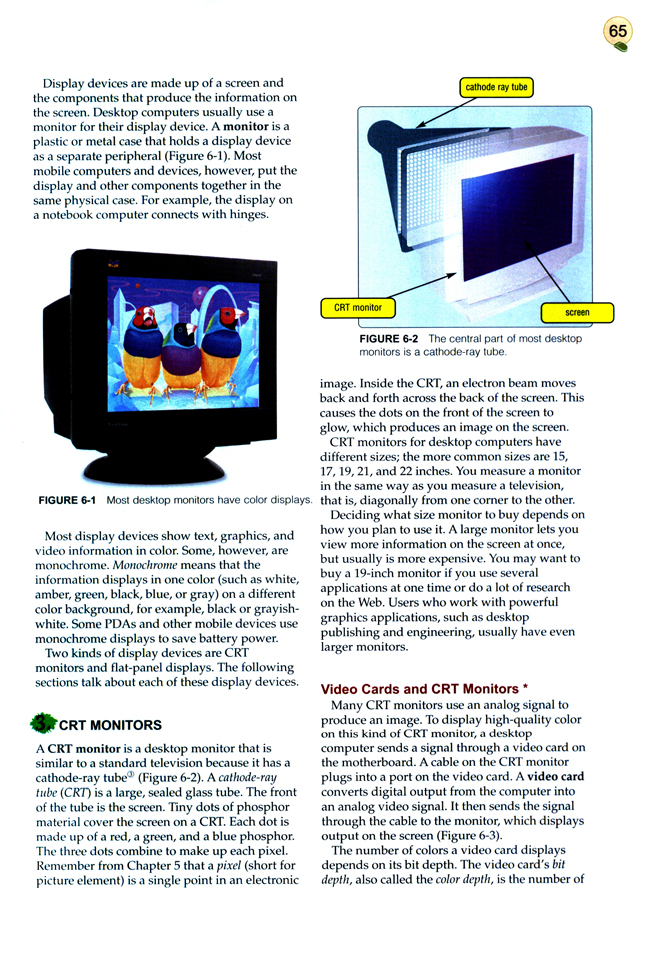 65
Display devices are made up of a screen and
the components that produce the information on
the screen. Desktop computers usually use a
monitor for their display device. A monitor is a
plastic or metal case that holds a display device
as a separate peripheral (Figure 6-1). Most
mobile computers and devices, however, put the
display and other components together in the
same physical case. For example, the display on
a notebook computer connects with hinges.
FIGURE 6-1 Most desktop monitors have color displays.
Most display devices show text, graphics, and
video information in color. Some, however, are
monochrome. Monochrome means that the
information displays in one color (such as white,
amber, green, black, blue, or gray) on a different
color background, for example, black or grayish-
white. Some PDAs and other mobile devices use
monochrome displays to save battery power.
Two kinds of display devices are CRT
monitors and flat-panel displays. The following
sections talk about each of these display devices.
3. CRT MONITORS
A CRT monitor is a desktop monitor that is
similar to a standard television because it has a
cathode-ray tube③ (Figure 6-2). A cathode-ray
tube (CRT) is a large, sealed glass tube. The front
of the tube is the screen. Tiny dots of phosphor
material cover the screen on a CRT. Each dot is
made up of a red, a green, and a blue phosphor.
The three dots combine to make up each pixel.
Remember from Chapter 5 that a pixel (short for
picture element) is a single point in an electronic
cathode ray tube
CRT monitor
screen
FIGURE 6-2 The central part of most desktop
monitors is a cathode-ray tube.
image. Inside the CRT, an electron beam moves
back and forth across the back of the screen. This
causes the dots on the front of the screen to
glow, which produces an image on the screen.
CRT monitors for desktop computers have
different sizes; the more common sizes are 15,
17, 19, 21, and 22 inches. You measure a monitor
in the same way as you measure a television,
that is, diagonally from one corner to the other.
Deciding what size monitor to buy depends on
how you plan to use it. A large monitor lets you
view more information on the screen at once,
but usually is more expensive. You may want to
buy a 19-inch monitor if you use several
applications at one time or do a lot of research
on the Web. Users who work with powerful
graphics applications, such as desktop
publishing and engineering, usually have even
larger monitors.
Video Cards and CRT Monitors *
Many CRT monitors use an analog signal to
produce an image. To display high-quality color
on this kind of CRT monitor, a desktop
computer sends a signal through a video card on
the motherboard. A cable on the CRT monitor
plugs into a port on the video card. A video card
converts digital output from the computer into
an analog video signal. It then sends the signal
through the cable to the monitor, which displays
output on the screen (Figure 6-3).
The number of colors a video card displays
depends on its bit depth. The video card's bit
depth, also called the color depth, is the number of